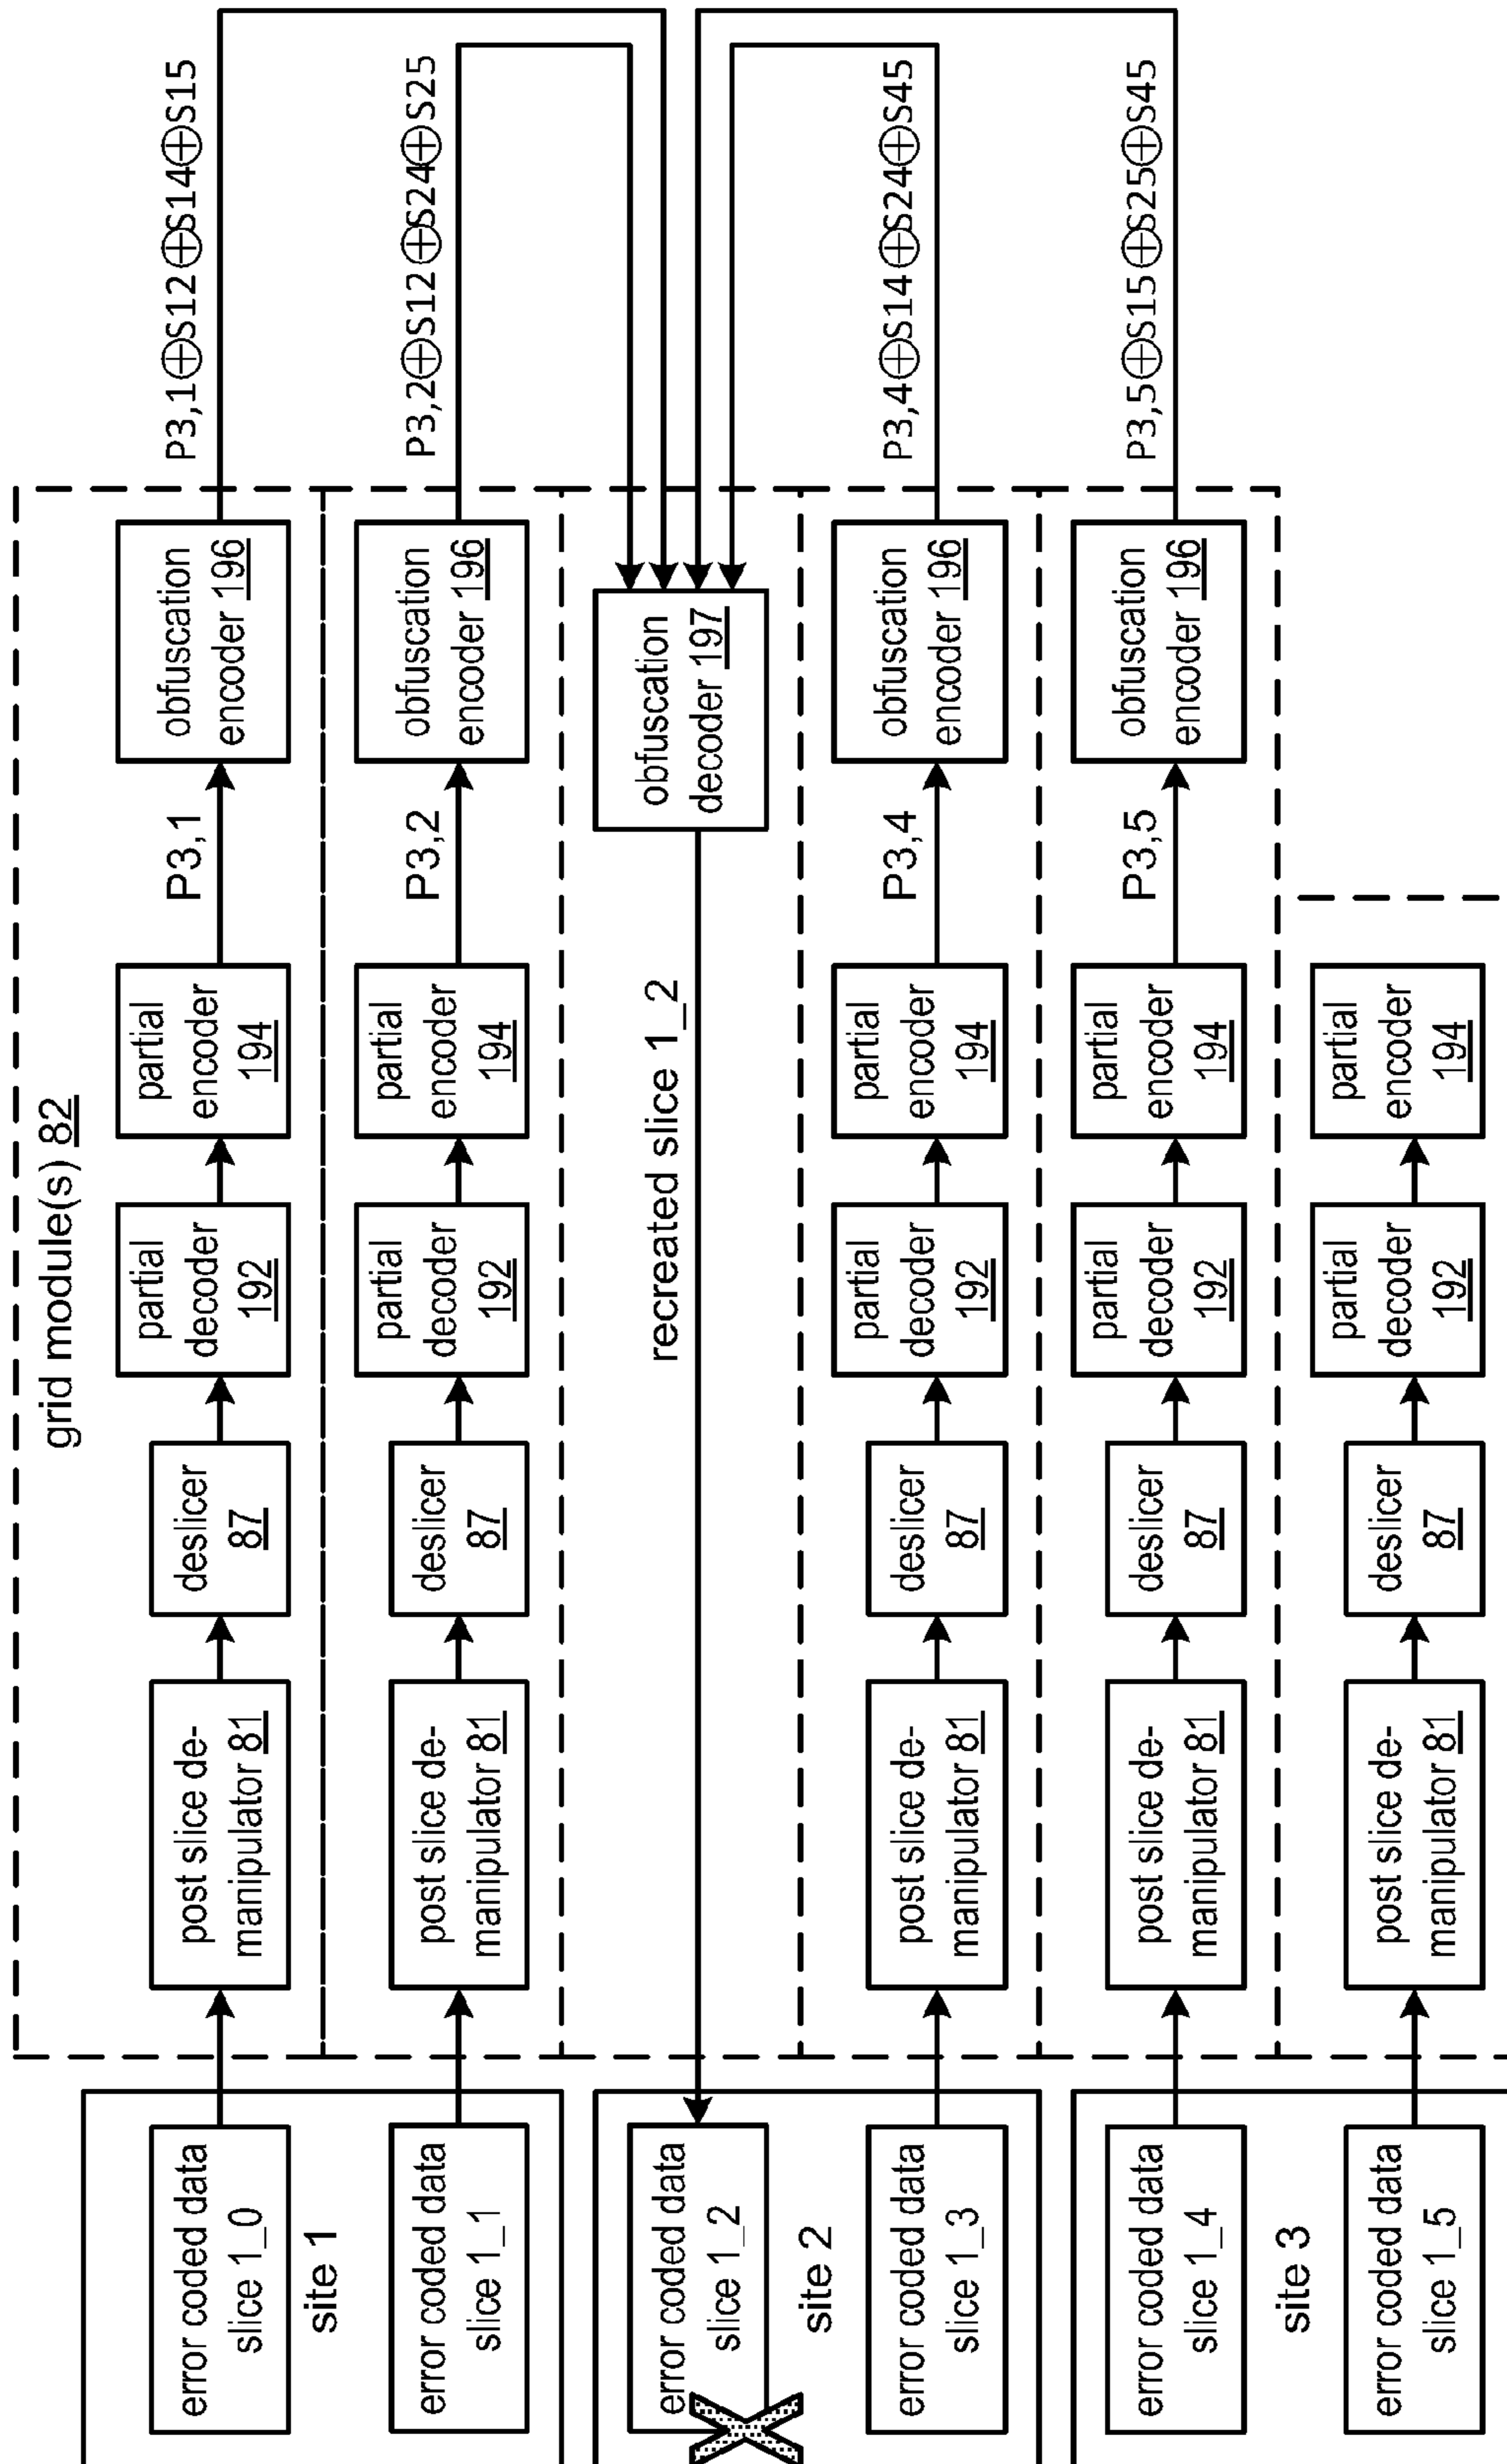 grid module(s) 82
error coded data
slice 1_0
post slice de-
manipulator 81
deslicer
87
partial
decoder
192
partial
encoder
194
P3,1
obfuscation
encoder 196
P3,1⊕S12⊕S14⊕S15
site 1
error coded data
slice 1_1
post slice de-
manipulator 81
deslicer
87
partial
decoder
192
partial
encoder
194
P3,2
obfuscation
encoder 196
P3,2⊕S12⊕S24⊕S25
error coded data
slice 1_2
recreated slice 1_2
obfuscation
decoder 197
site 2
error coded data
slice 1_3
post slice de-
manipulator 81
deslicer
87
partial
decoder
192
partial
encoder
194
P3,4
obfuscation
encoder 196
P3,4⊕S14⊕S24⊕S45
error coded data
slice 1_4
post slice de-
manipulator 81
deslicer
87
partial
decoder
192
partial
encoder
194
P3,5
obfuscation
encoder 196
P3,5⊕S15⊕S25⊕S45
site 3
error coded data
slice 1_5
post slice de-
manipulator 81
deslicer
87
partial
decoder
192
partial
encoder
194